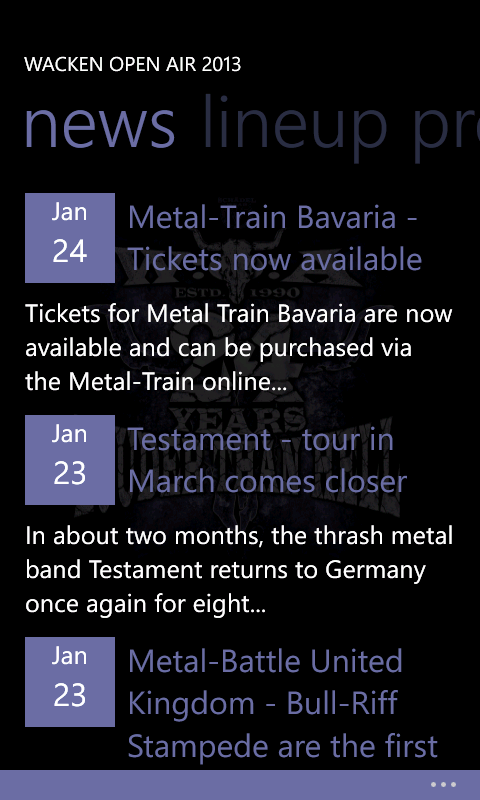 WACKEN OPEN AIR 2013
news lineup pr
Jan
24
Metal-Train Bavaria -
Tickets now available
ESTD. 1990
Tickets for Metal Train Bavaria are now
available and can be purchased via
the Metal-Train online...
YEARS
Jan
23
Testament - tour in
March comes closer
In about two months, the thrash metal
band Testament returns to Germany
once again for eight...
Jan
23
Metal-Battle United
Kingdom - Bull-Riff
Stampede are the first
...